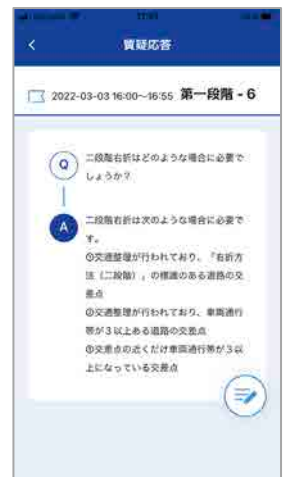 質疑応答
2022-03-03 16:00~16:55 第一段階 - 6
Q
二段階右折はどのような場合に必要で
しょうか?
A
二段階右折は次のような場合に必要で
す。
①交通整理が行われており、「右折方
法(二段階)」の標識のある道路の交
差点
②交通整理が行われており、車両通行
帯が3以上ある道路の交差点
③交差点の近くだけ車両通行帯が3以
上になっている交差点